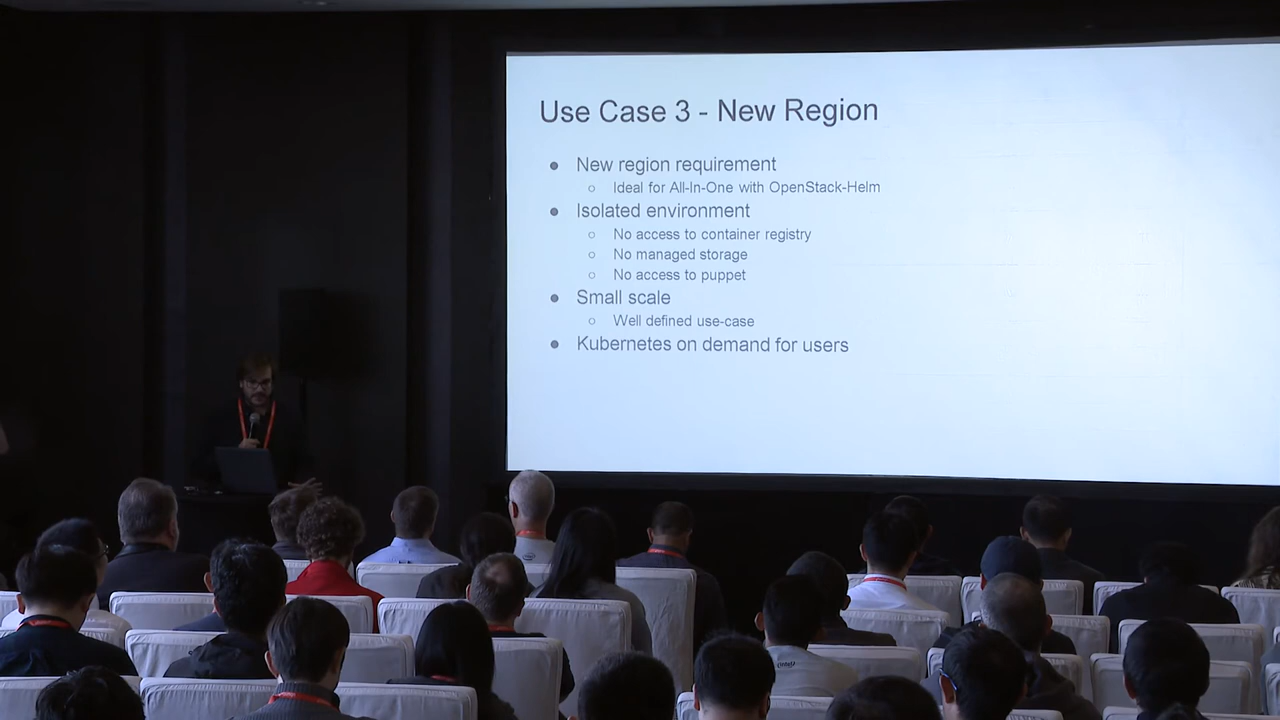 Use Case 3 - New Region
● New region requirement
○ Ideal for All-In-One with OpenStack-Helm
● Isolated environment
○ No access to container registry
○ No managed storage
○ No access to puppet
● Small scale
○ Well defined use-case
● Kubernetes on demand for users